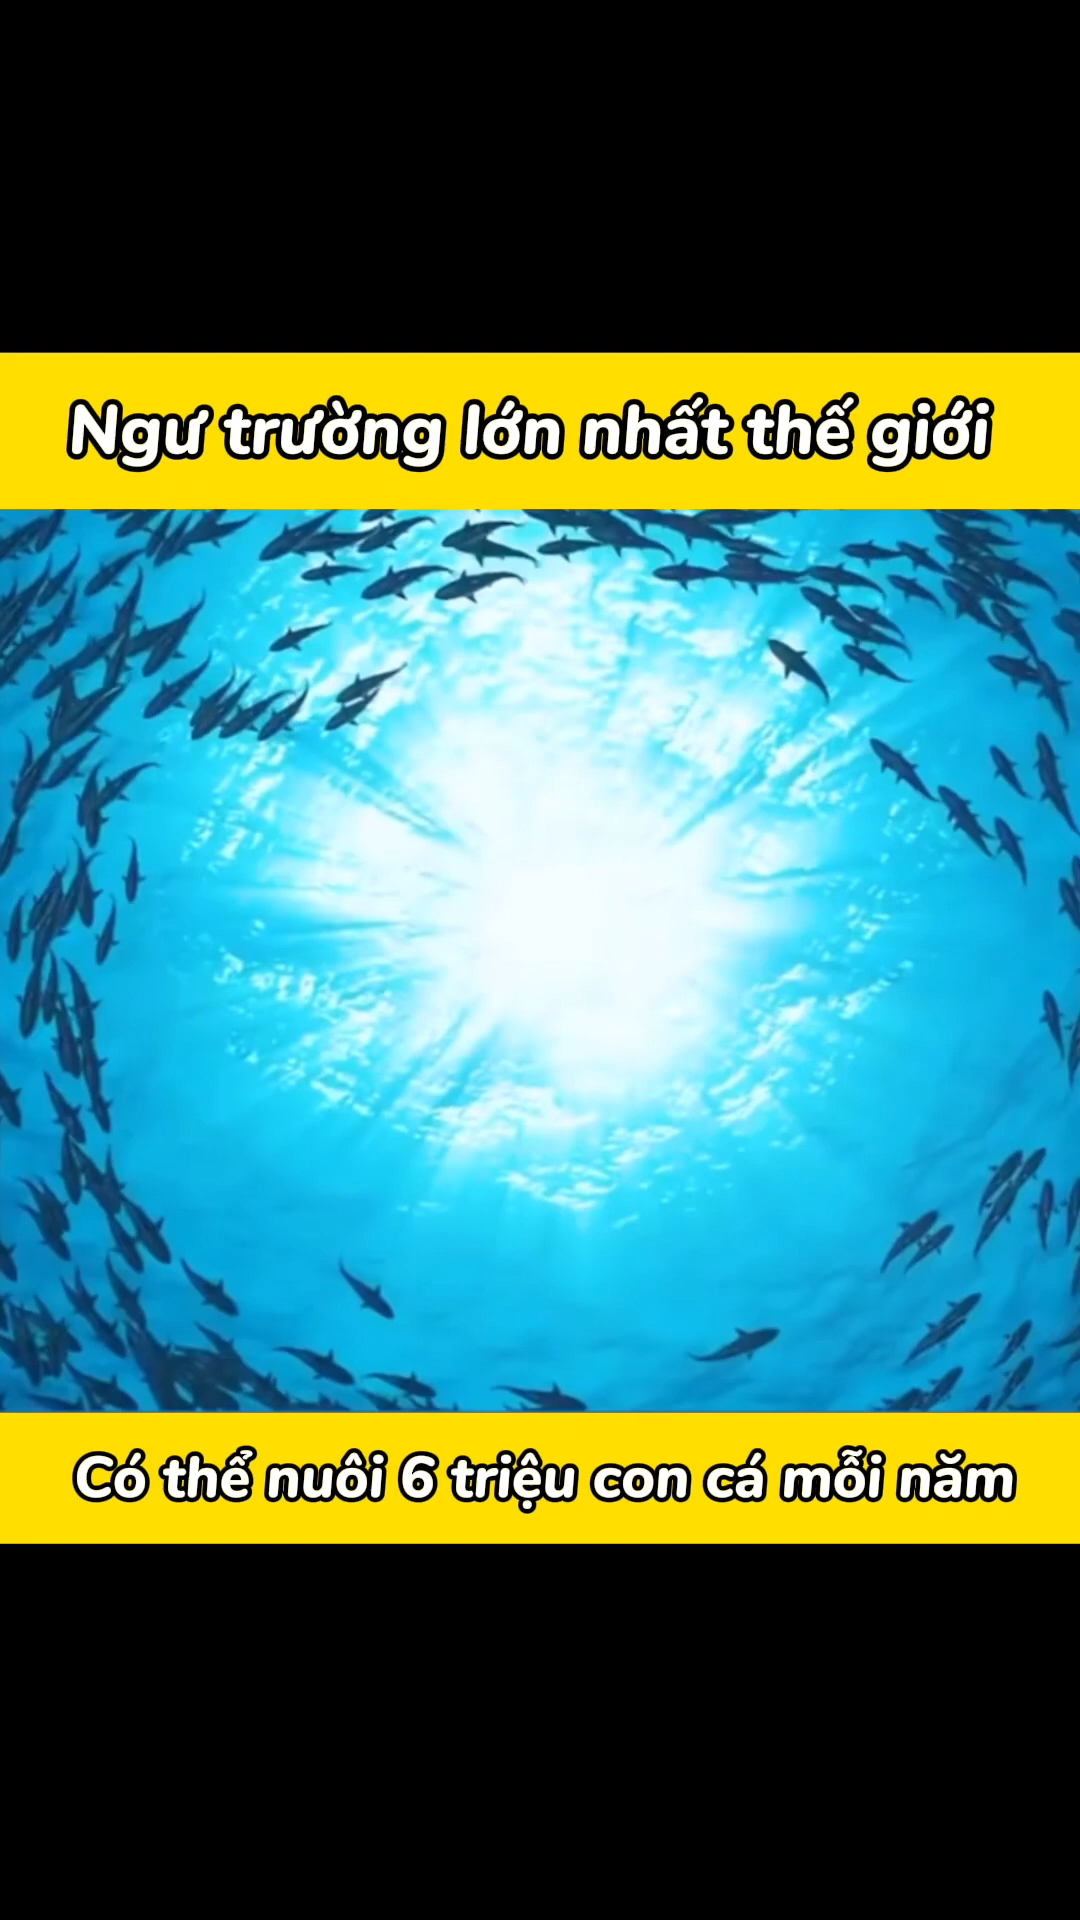 Ngư trường lớn nhất thế giới
Có thể nuôi 6 triệu con cá mỗi năm